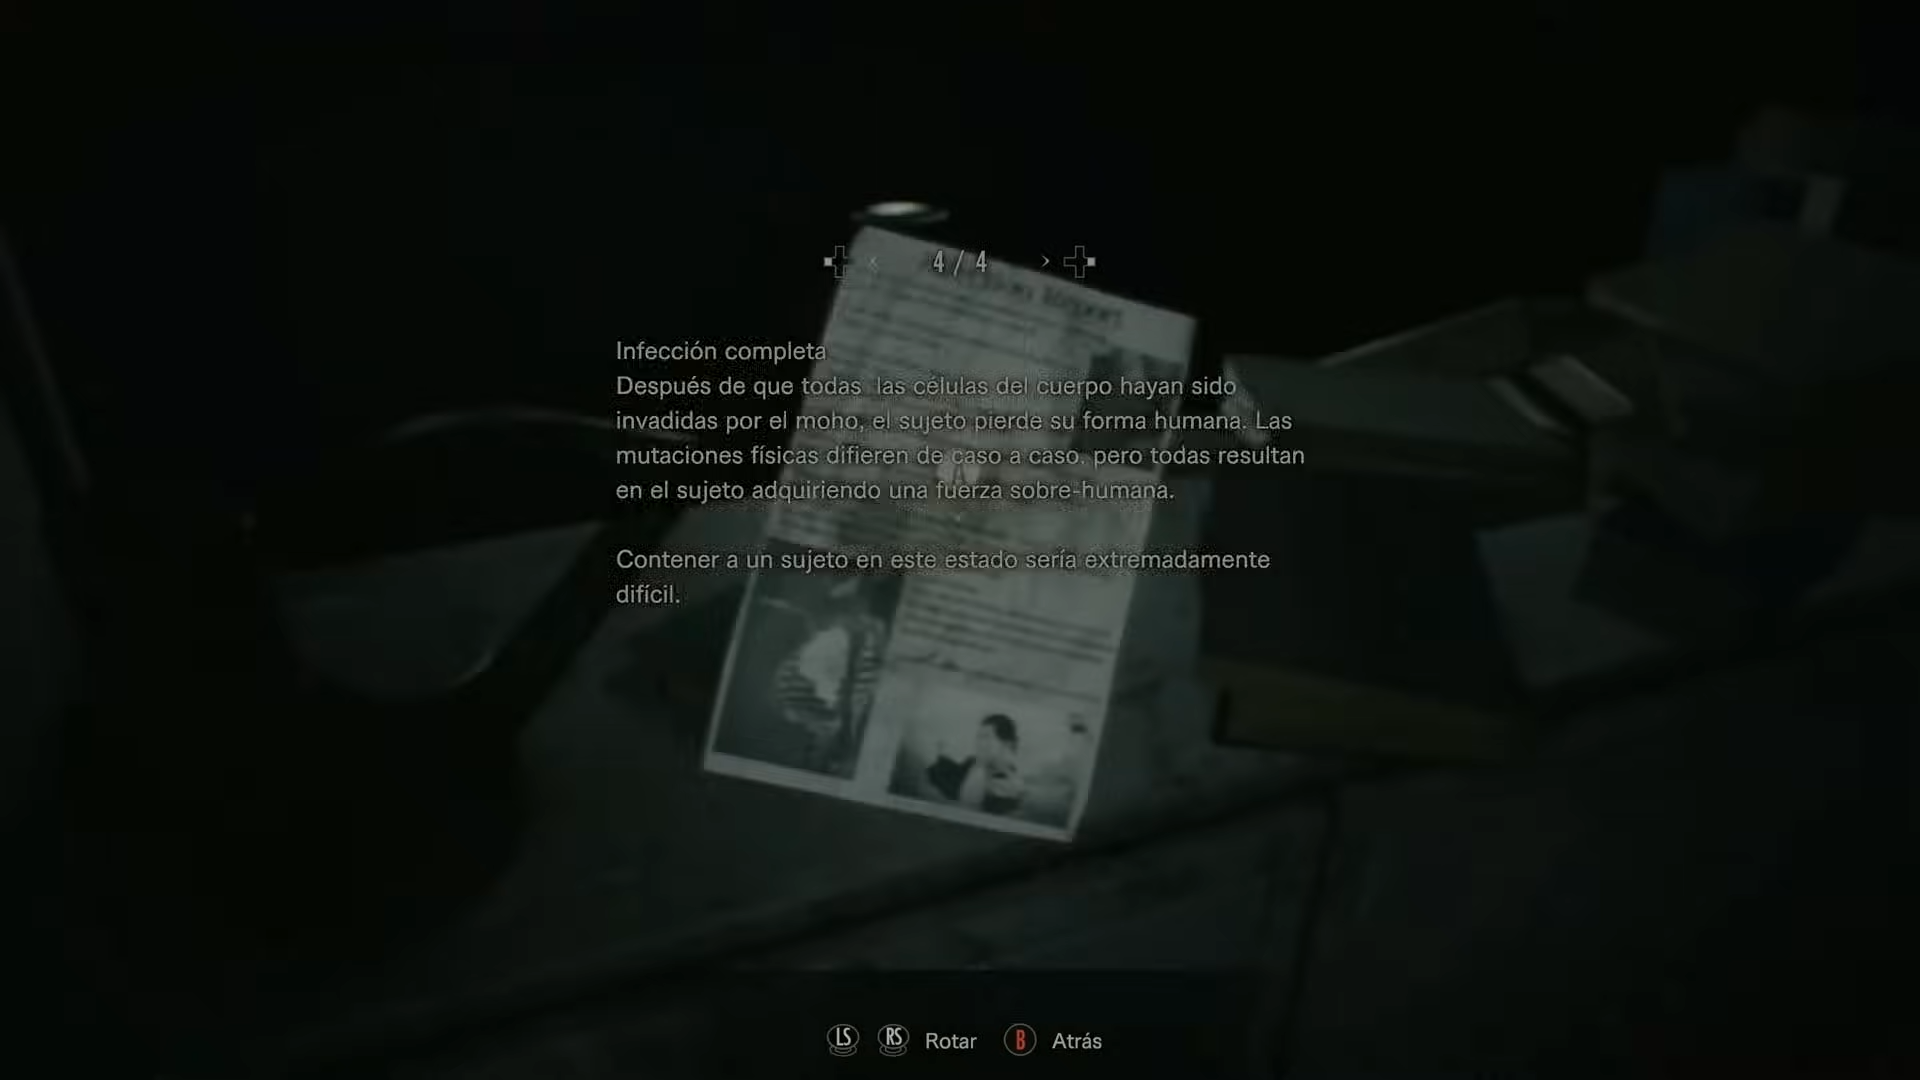 4 / 4
Infección completa
Después de que todas las células del cuerpo hayan sido
invadidas por el moho, el sujeto pierde su forma humana. Las
mutaciones físicas difieren de caso a caso, pero todas resultan
en el sujeto adquiriendo una fuerza sobre-humana.
Contener a un sujeto en este estado sería extremadamente
difícil.
LS RS Rotar B Atrás